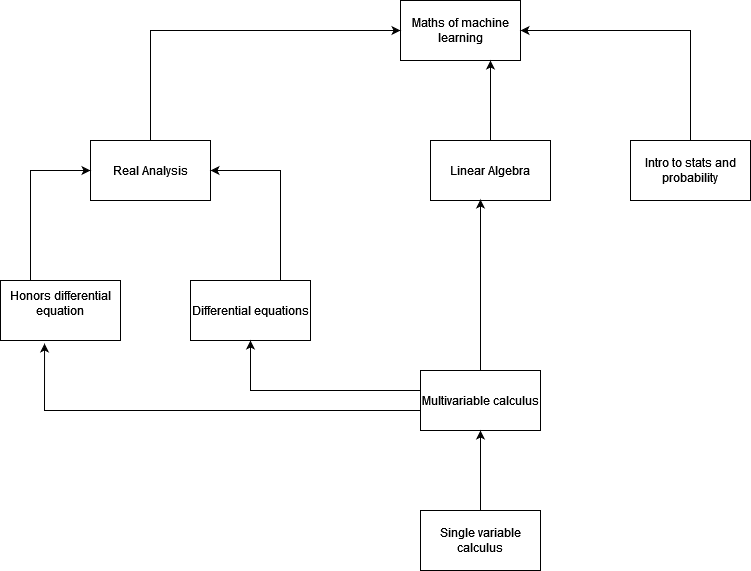 Maths of machine
learning
Real Analysis
Linear Algebra
Intro to stats and
probability
Honors differential
equation
Differential equations
Multivariable calculus
Single variable
calculus